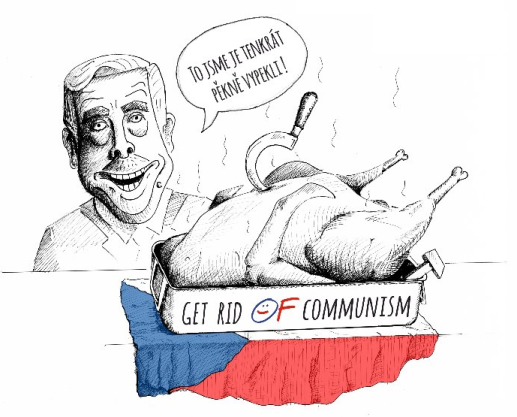 TO JSME JE TENKRÁT
PĚKNĚ VYPEKLI!
GET RID OF COMMUNISM